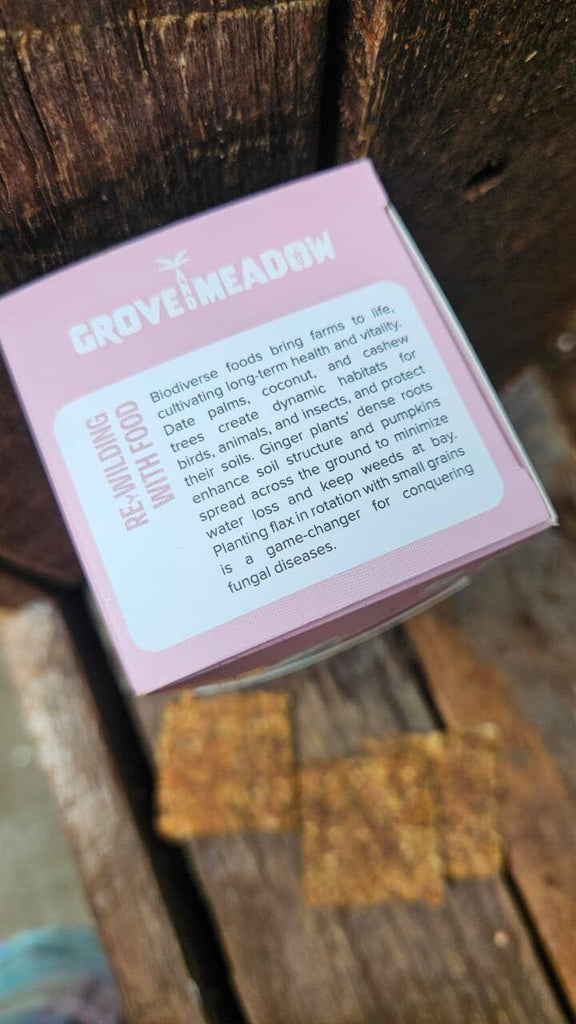 GROVE AND MEADOW
RE-WILDING
WITH FOOD
Biodiverse foods bring farms to life,
cultivating long-term health and vitality.
Date palms, coconut, and cashew
trees create dynamic habitats for
birds, animals, and insects, and protect
their soils. Ginger plants' dense roots
enhance soil structure and pumpkins
spread across the ground to minimize
water loss and keep weeds at bay.
Planting flax in rotation with small grains
is a game-changer for conquering
fungal diseases.